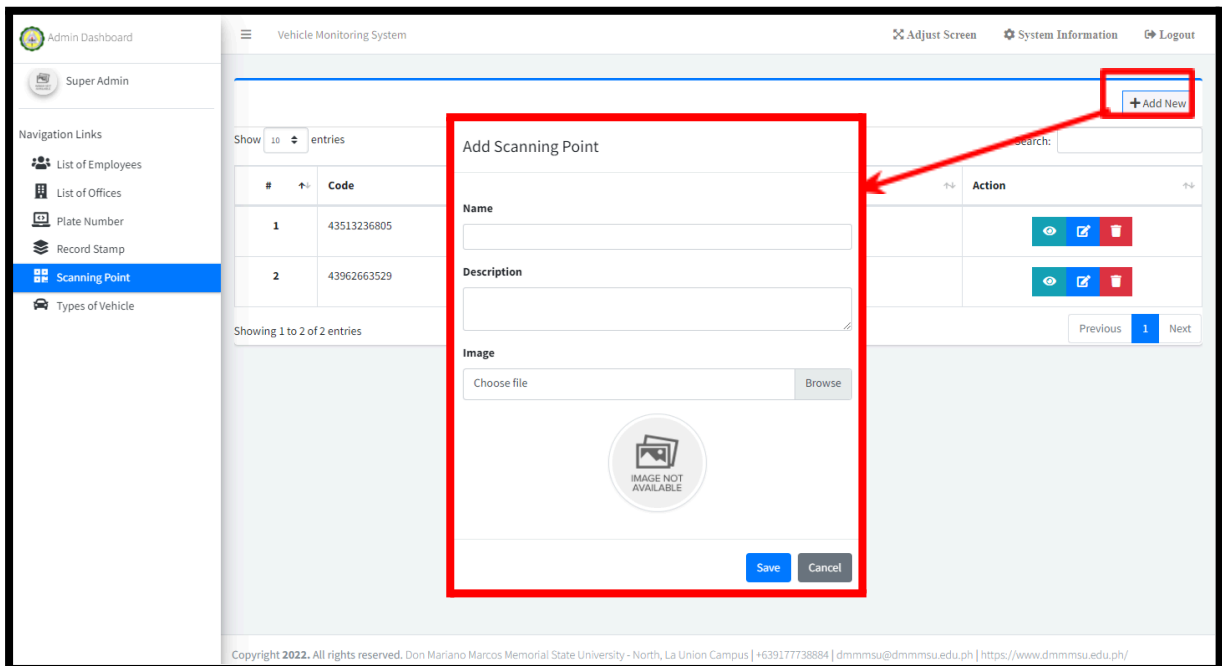 Admin Dashboard
Vehicle Monitoring System
Adjust Screen
System Information
Logout
Super Admin
Navigation Links
List of Employees
List of Offices
Plate Number
Record Stamp
Scanning Point
Types of Vehicle
Add New
Show 10 entries
Search:
# Code Action
1 43513236805
2 43962663529
Showing 1 to 2 of 2 entries
Previous 1 Next
Add Scanning Point
Name
Description
Image
Choose file Browse
IMAGE NOT
AVAILABLE
Save Cancel
Copyright 2022. All rights reserved. Don Mariano Marcos Memorial State University - North, La Union Campus | +639177738884 | dmmmsu@dmmmsu.edu.ph | https://www.dmmmsu.edu.ph/